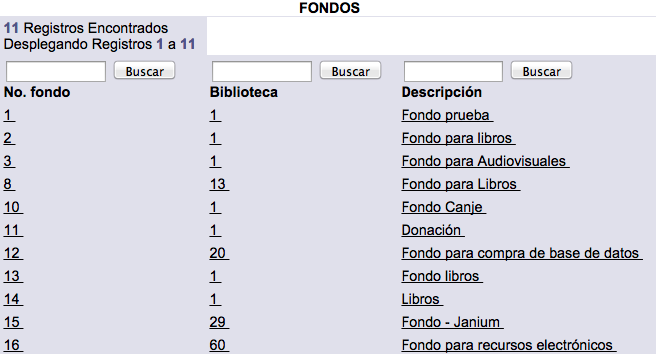 FONDOS
11 Registros Encontrados
Desplegando Registros 1 a 11
Buscar Buscar Buscar
No. fondo Biblioteca Descripción
1 1 Fondo prueba
2 1 Fondo para libros
3 1 Fondo para Audiovisuales
8 13 Fondo para Libros
10 1 Fondo Canje
11 1 Donación
12 20 Fondo para compra de base de datos
13 1 Fondo libros
14 1 Libros
15 29 Fondo - Janium
16 60 Fondo para recursos electrónicos